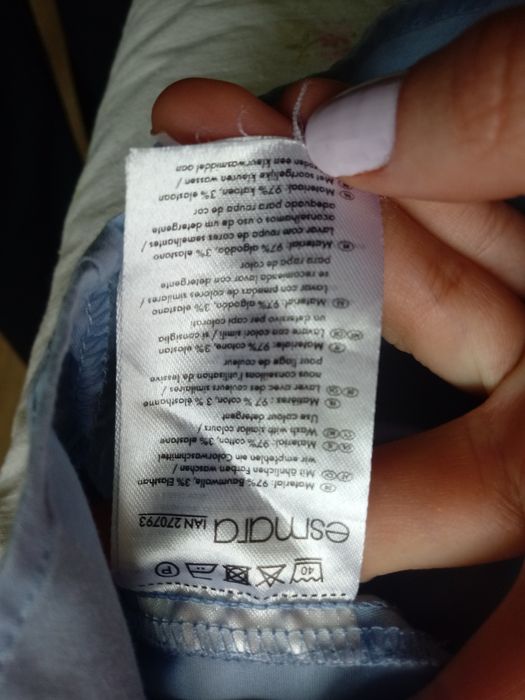 40 P
esmara IAN 270793
Material: 97% Baumwolle, 3% Elasthan
Mit ähnlichen Farben waschen /
wir empfehlen ein Colorwaschmittel
Material: 97% cotton, 3% elastane
Wash with similar colours /
Use colour detergent
Matières : 97 % coton, 3 % élasthanne
Laver avec des couleurs similaires /
nous conseillons l'utilisation de lessive
pour linge de couleur
Materiale: 97% cotone, 3% elastan
Lavare con colori simili / si consiglia
un detersivo per capi colorati
Material: 97% algodón, 3% elastano
Lavar con prendas de colores similares /
se recomienda lavar con detergente
para ropa de color
Material: 97% algodão, 3% elastano
Lavar com roupa de cores semelhantes /
aconselhamos o uso de um detergente
adequado para roupa de cor
Materiaal: 97% katoen, 3% elastaan
Met soortgelijke kleuren wassen /
raden een kleurwasmiddel aan